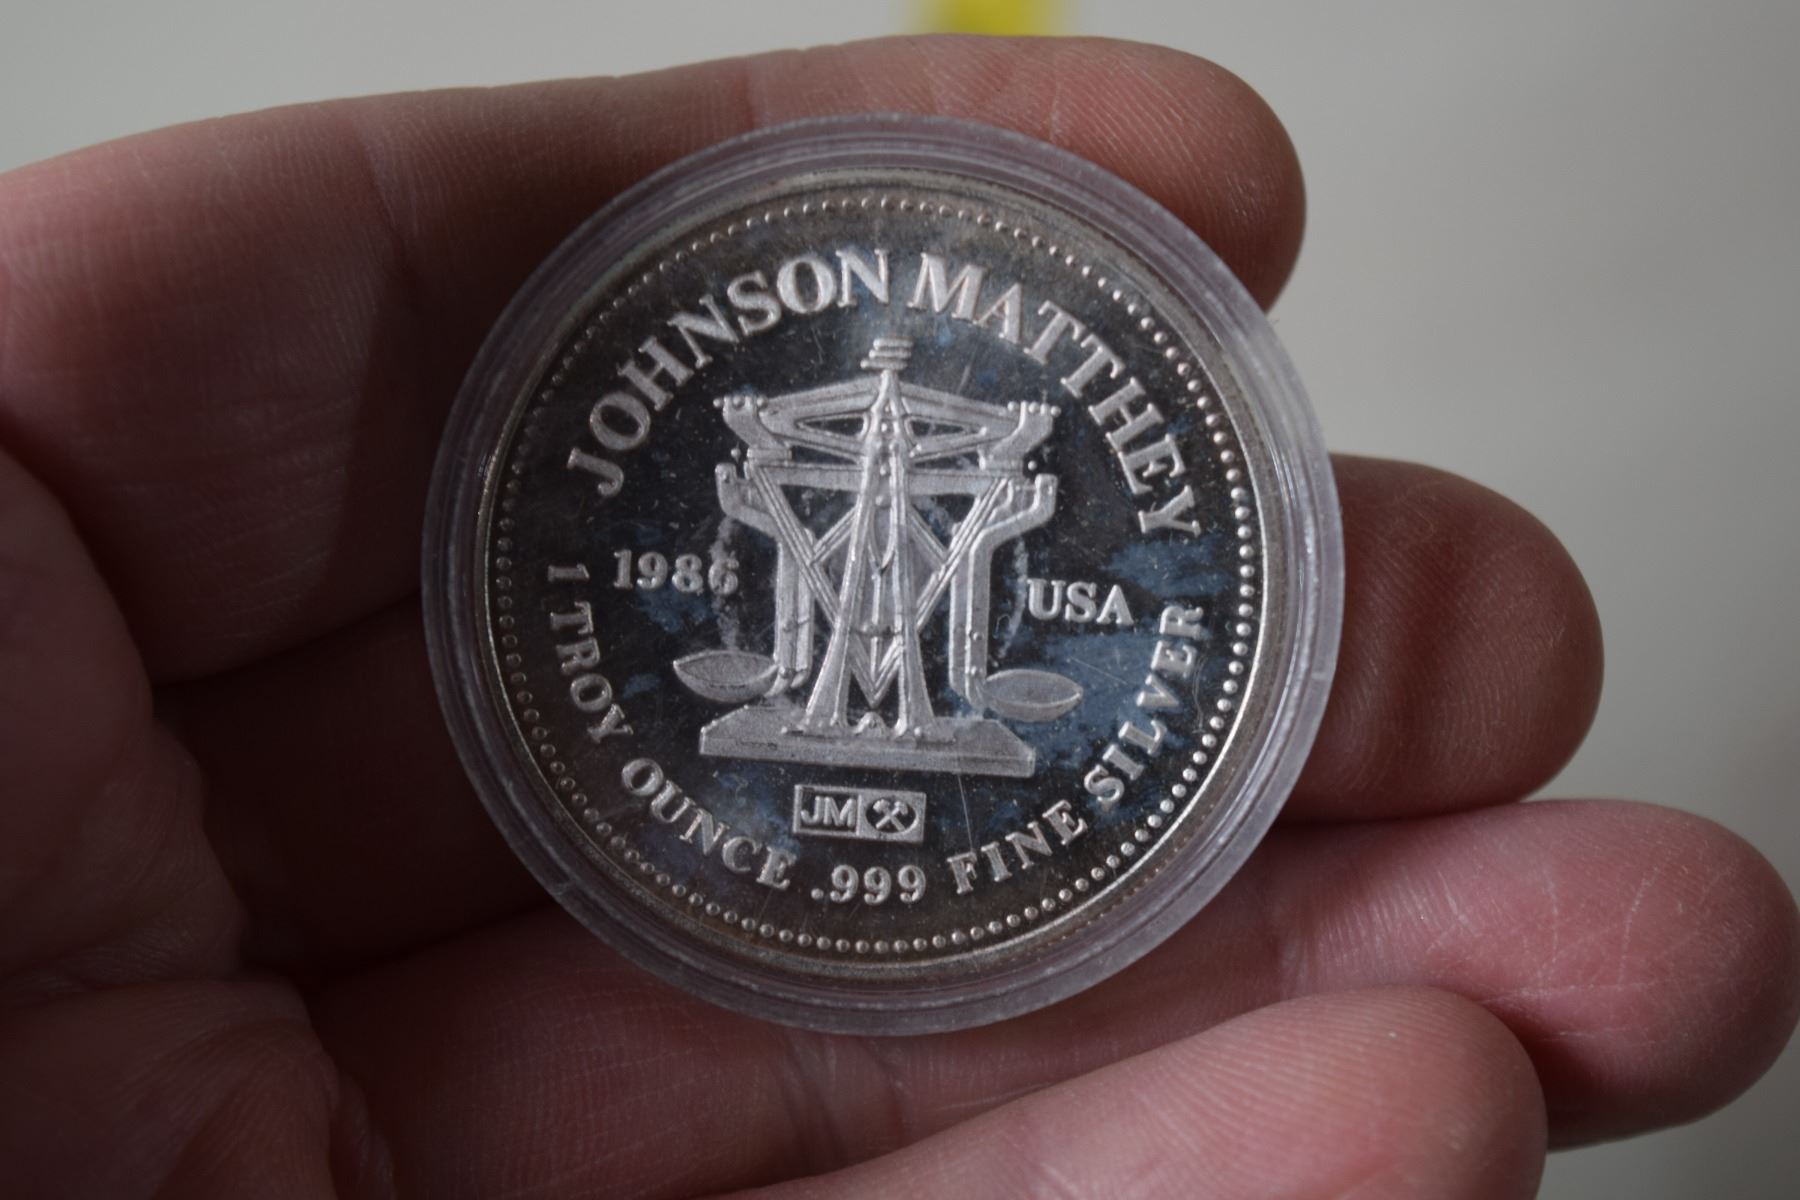 JOHNSON MATTHEY
1986
USA
JM
1 TROY OUNCE .999 FINE SILVER